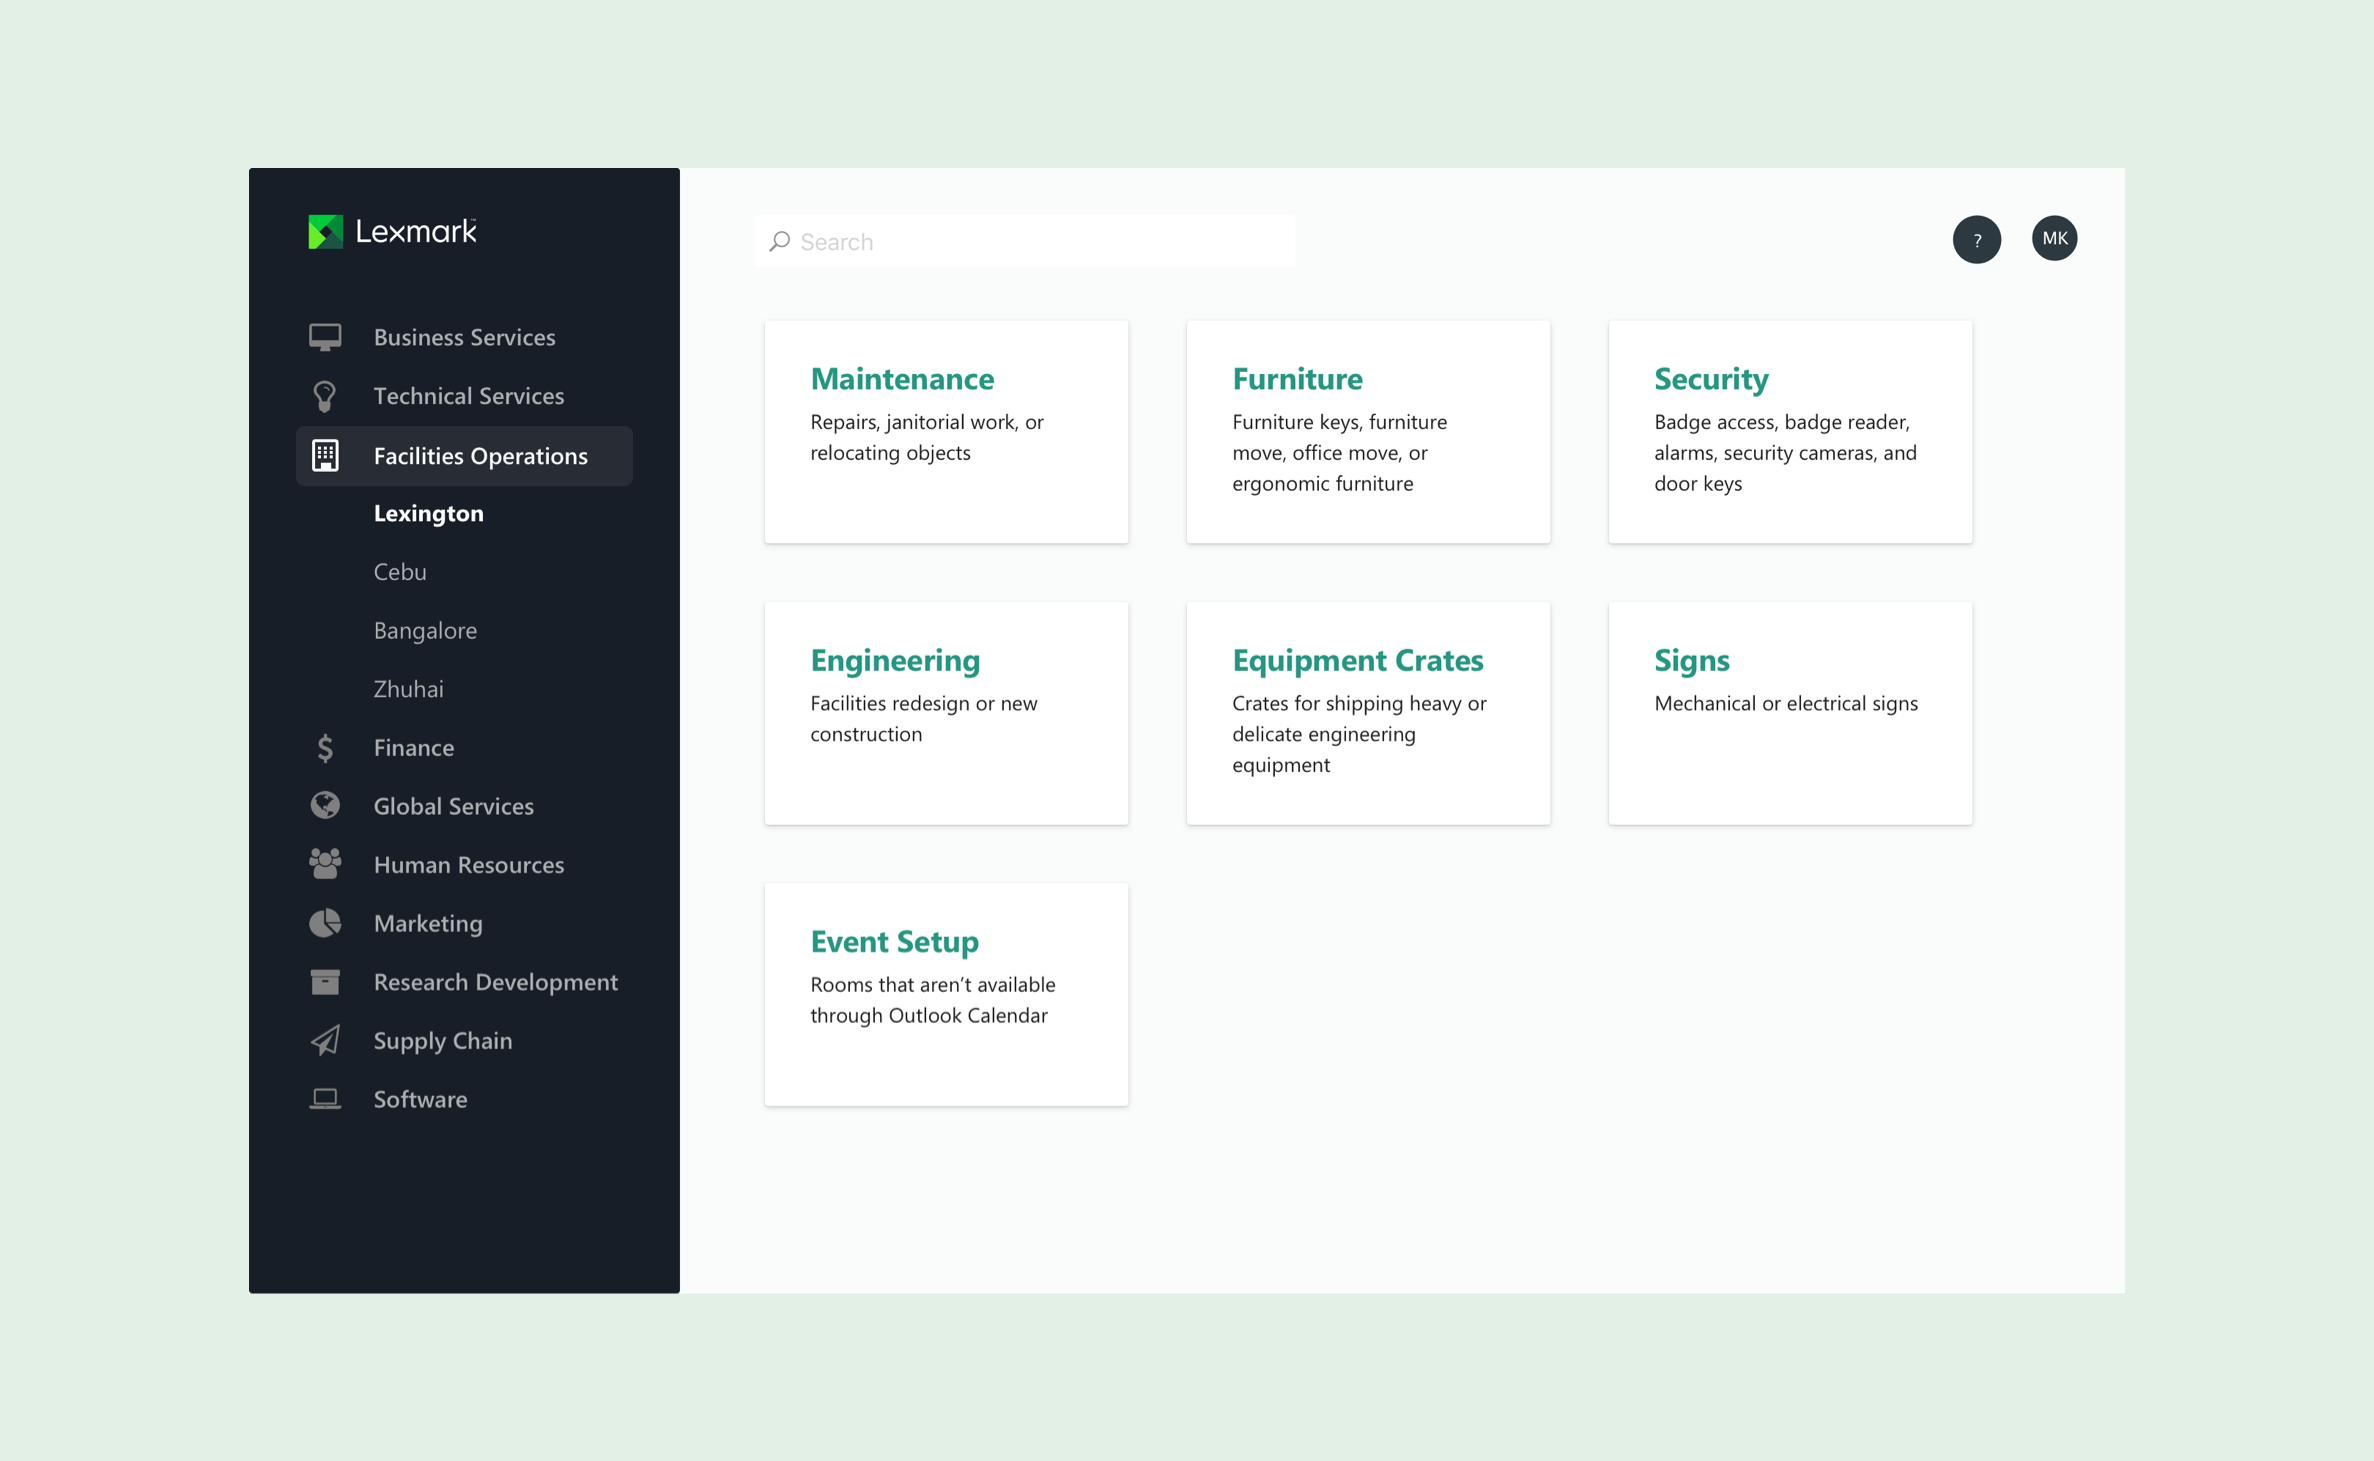 Lexmark™
Business Services
Technical Services
Facilities Operations
Lexington
Cebu
Bangalore
Zhuhai
Finance
Global Services
Human Resources
Marketing
Research Development
Supply Chain
Software
Search
?
MK
Maintenance
Repairs, janitorial work, or
relocating objects
Furniture
Furniture keys, furniture
move, office move, or
ergonomic furniture
Security
Badge access, badge reader,
alarms, security cameras, and
door keys
Engineering
Facilities redesign or new
construction
Equipment Crates
Crates for shipping heavy or
delicate engineering
equipment
Signs
Mechanical or electrical signs
Event Setup
Rooms that aren’t available
through Outlook Calendar